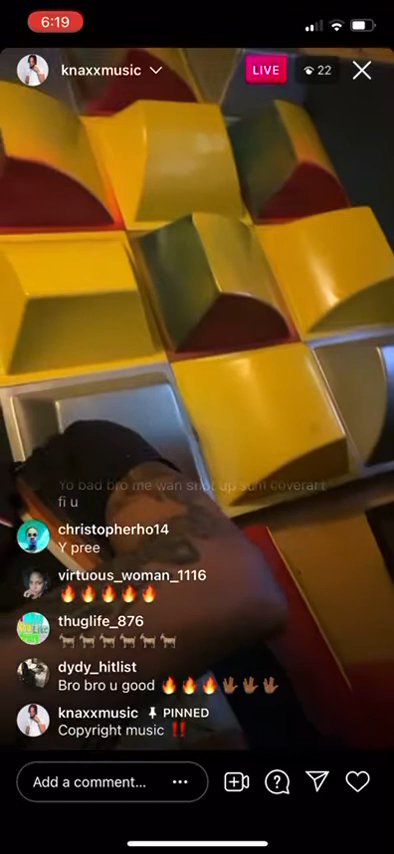 6:19
knaxxmusic
LIVE
22
Yo bad bro me wan shot up sum coverart
fi u
christopherho14
Y pree
virtuous_woman_1116
🔥🔥🔥🔥🔥
thuglife_876
🐐🐐🐐🐐🐐🐐
dydy_hitlist
Bro bro u good 🔥🔥🔥🖖🏾🖖🏾🖖🏾
knaxxmusic PINNED
Copyright music ‼️
Add a comment...